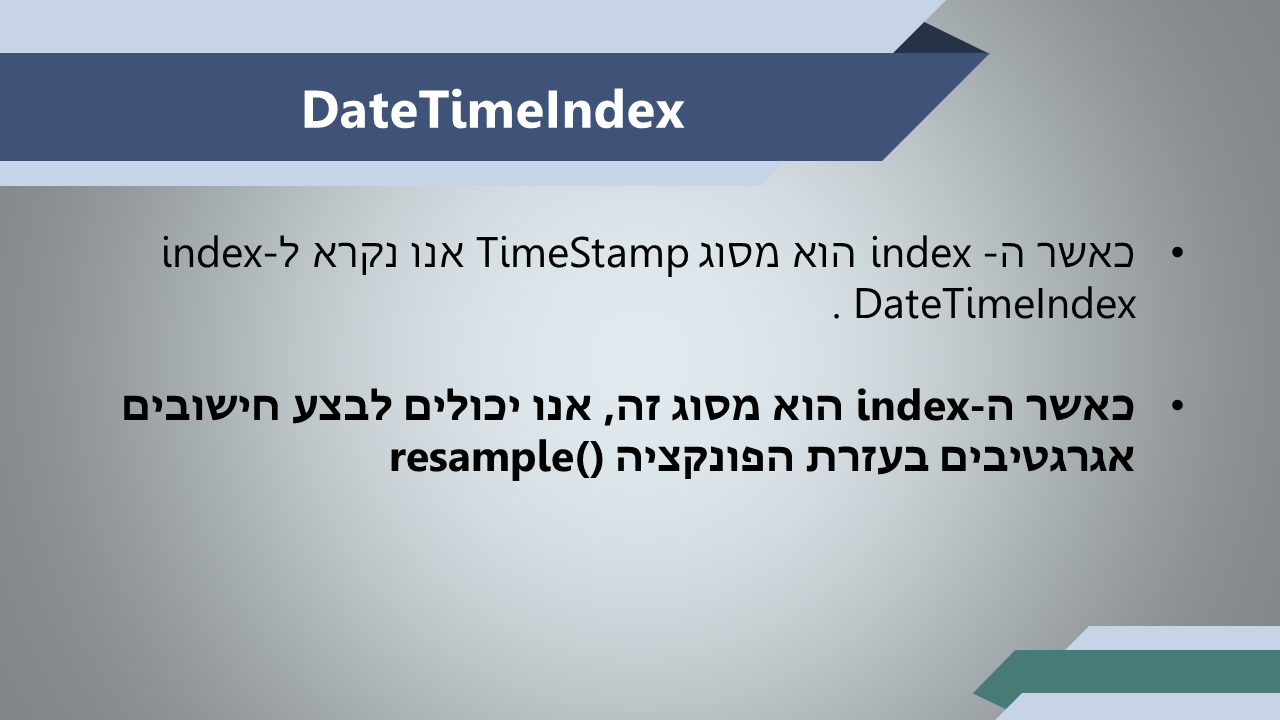 DateTimeIndex
• כאשר ה- index הוא מסוג TimeStamp אנו נקרא ל-index
DateTimeIndex .
• כאשר ה-index הוא מסוג זה, אנו יכולים לבצע חישובים
אגרגטיבים בעזרת הפונקציה resample()